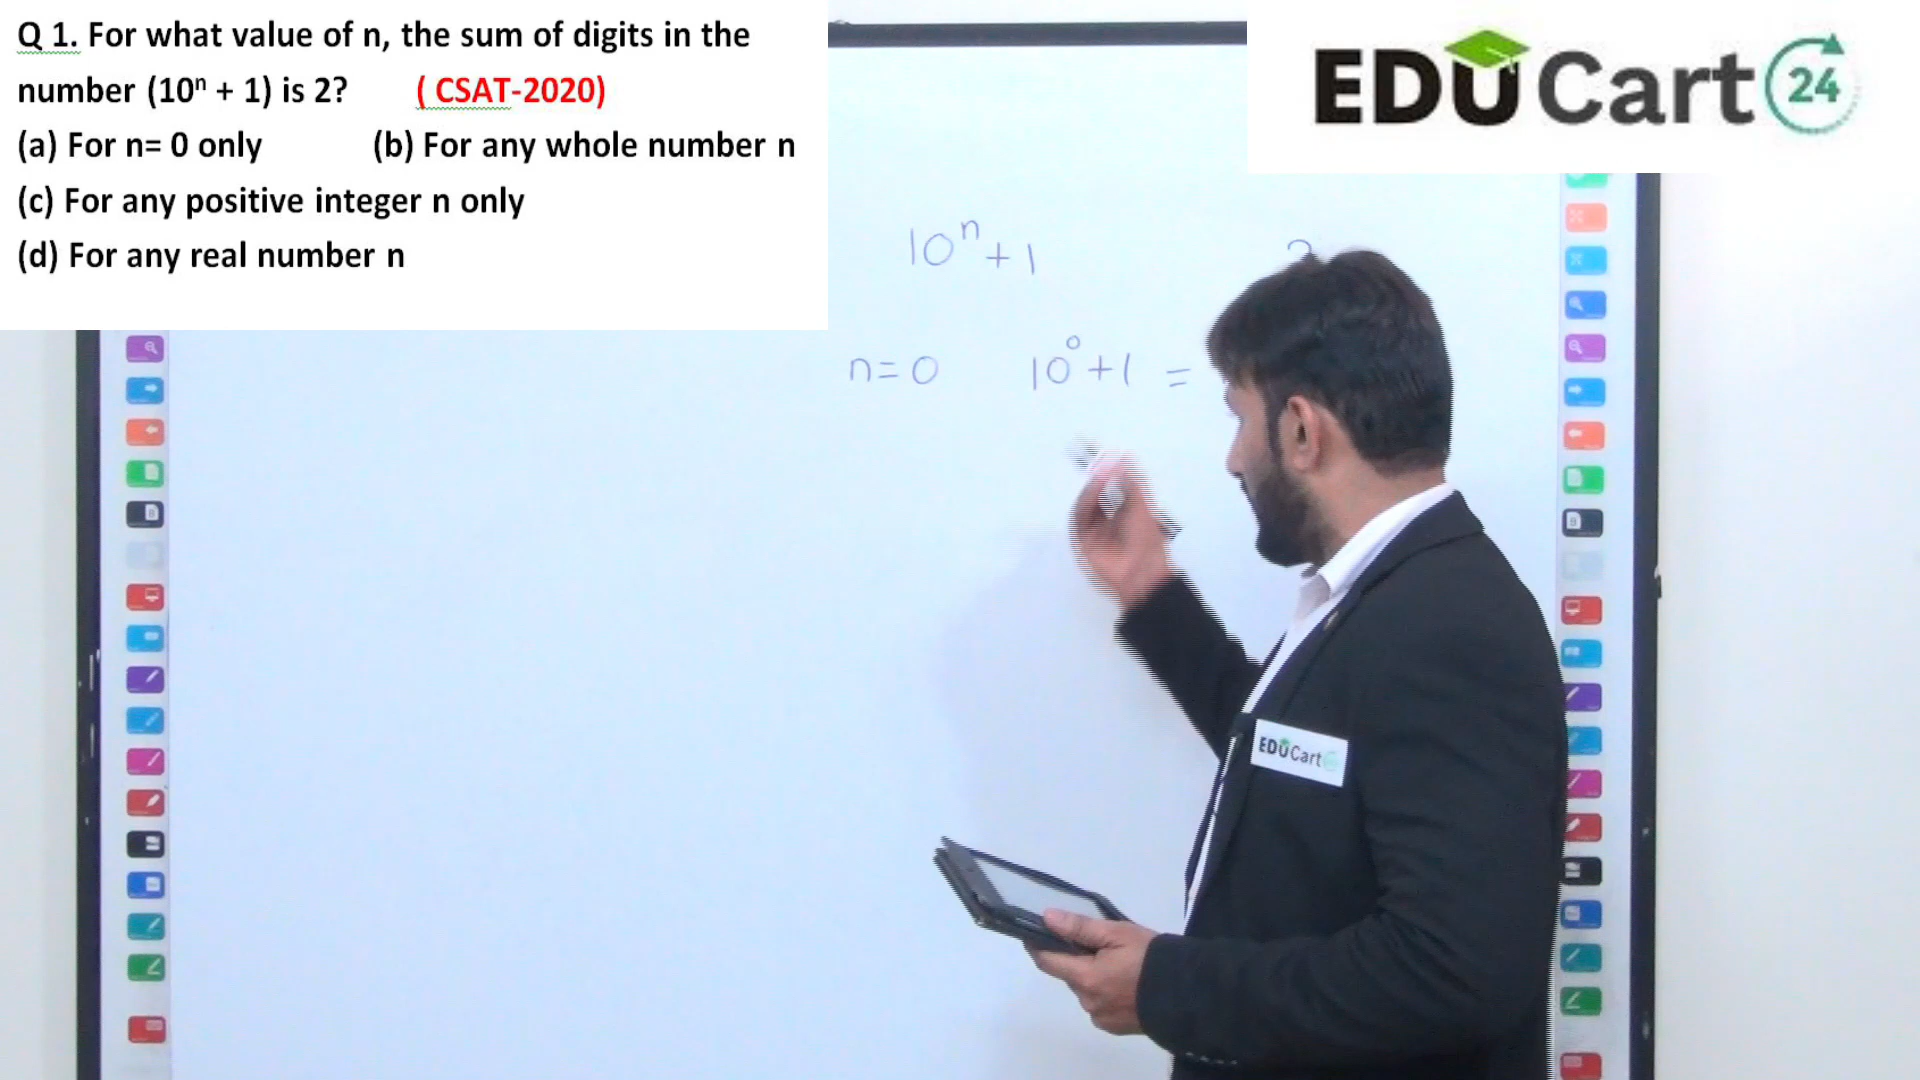 Q 1. For what value of n, the sum of digits in the
number (10ⁿ + 1) is 2? ( CSAT-2020)
(a) For n= 0 only (b) For any whole number n
(c) For any positive integer n only
(d) For any real number n
EDUCart 24
10ⁿ + 1
n = 0 10⁰ + 1 =
EDUCart